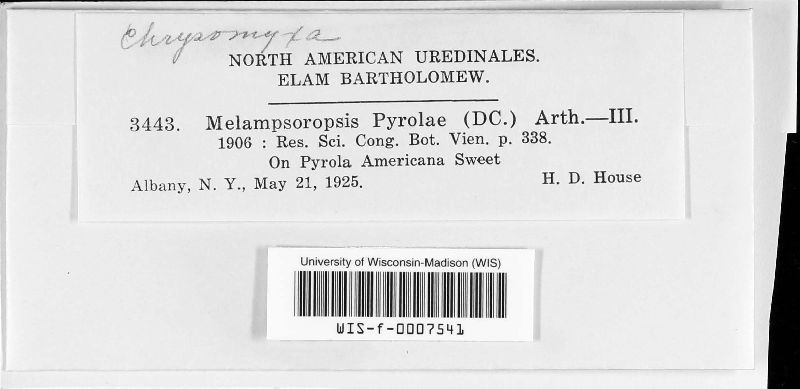 Chrysomyxa
NORTH AMERICAN UREDINALES.
ELAM BARTHOLOMEW.
3443. Melampsoropsis Pyrolae (DC.) Arth.—III.
1906 : Res. Sci. Cong. Bot. Vien. p. 338.
On Pyrola Americana Sweet
Albany, N. Y., May 21, 1925. H. D. House
University of Wisconsin-Madison (WIS)
WIS-f-0007541